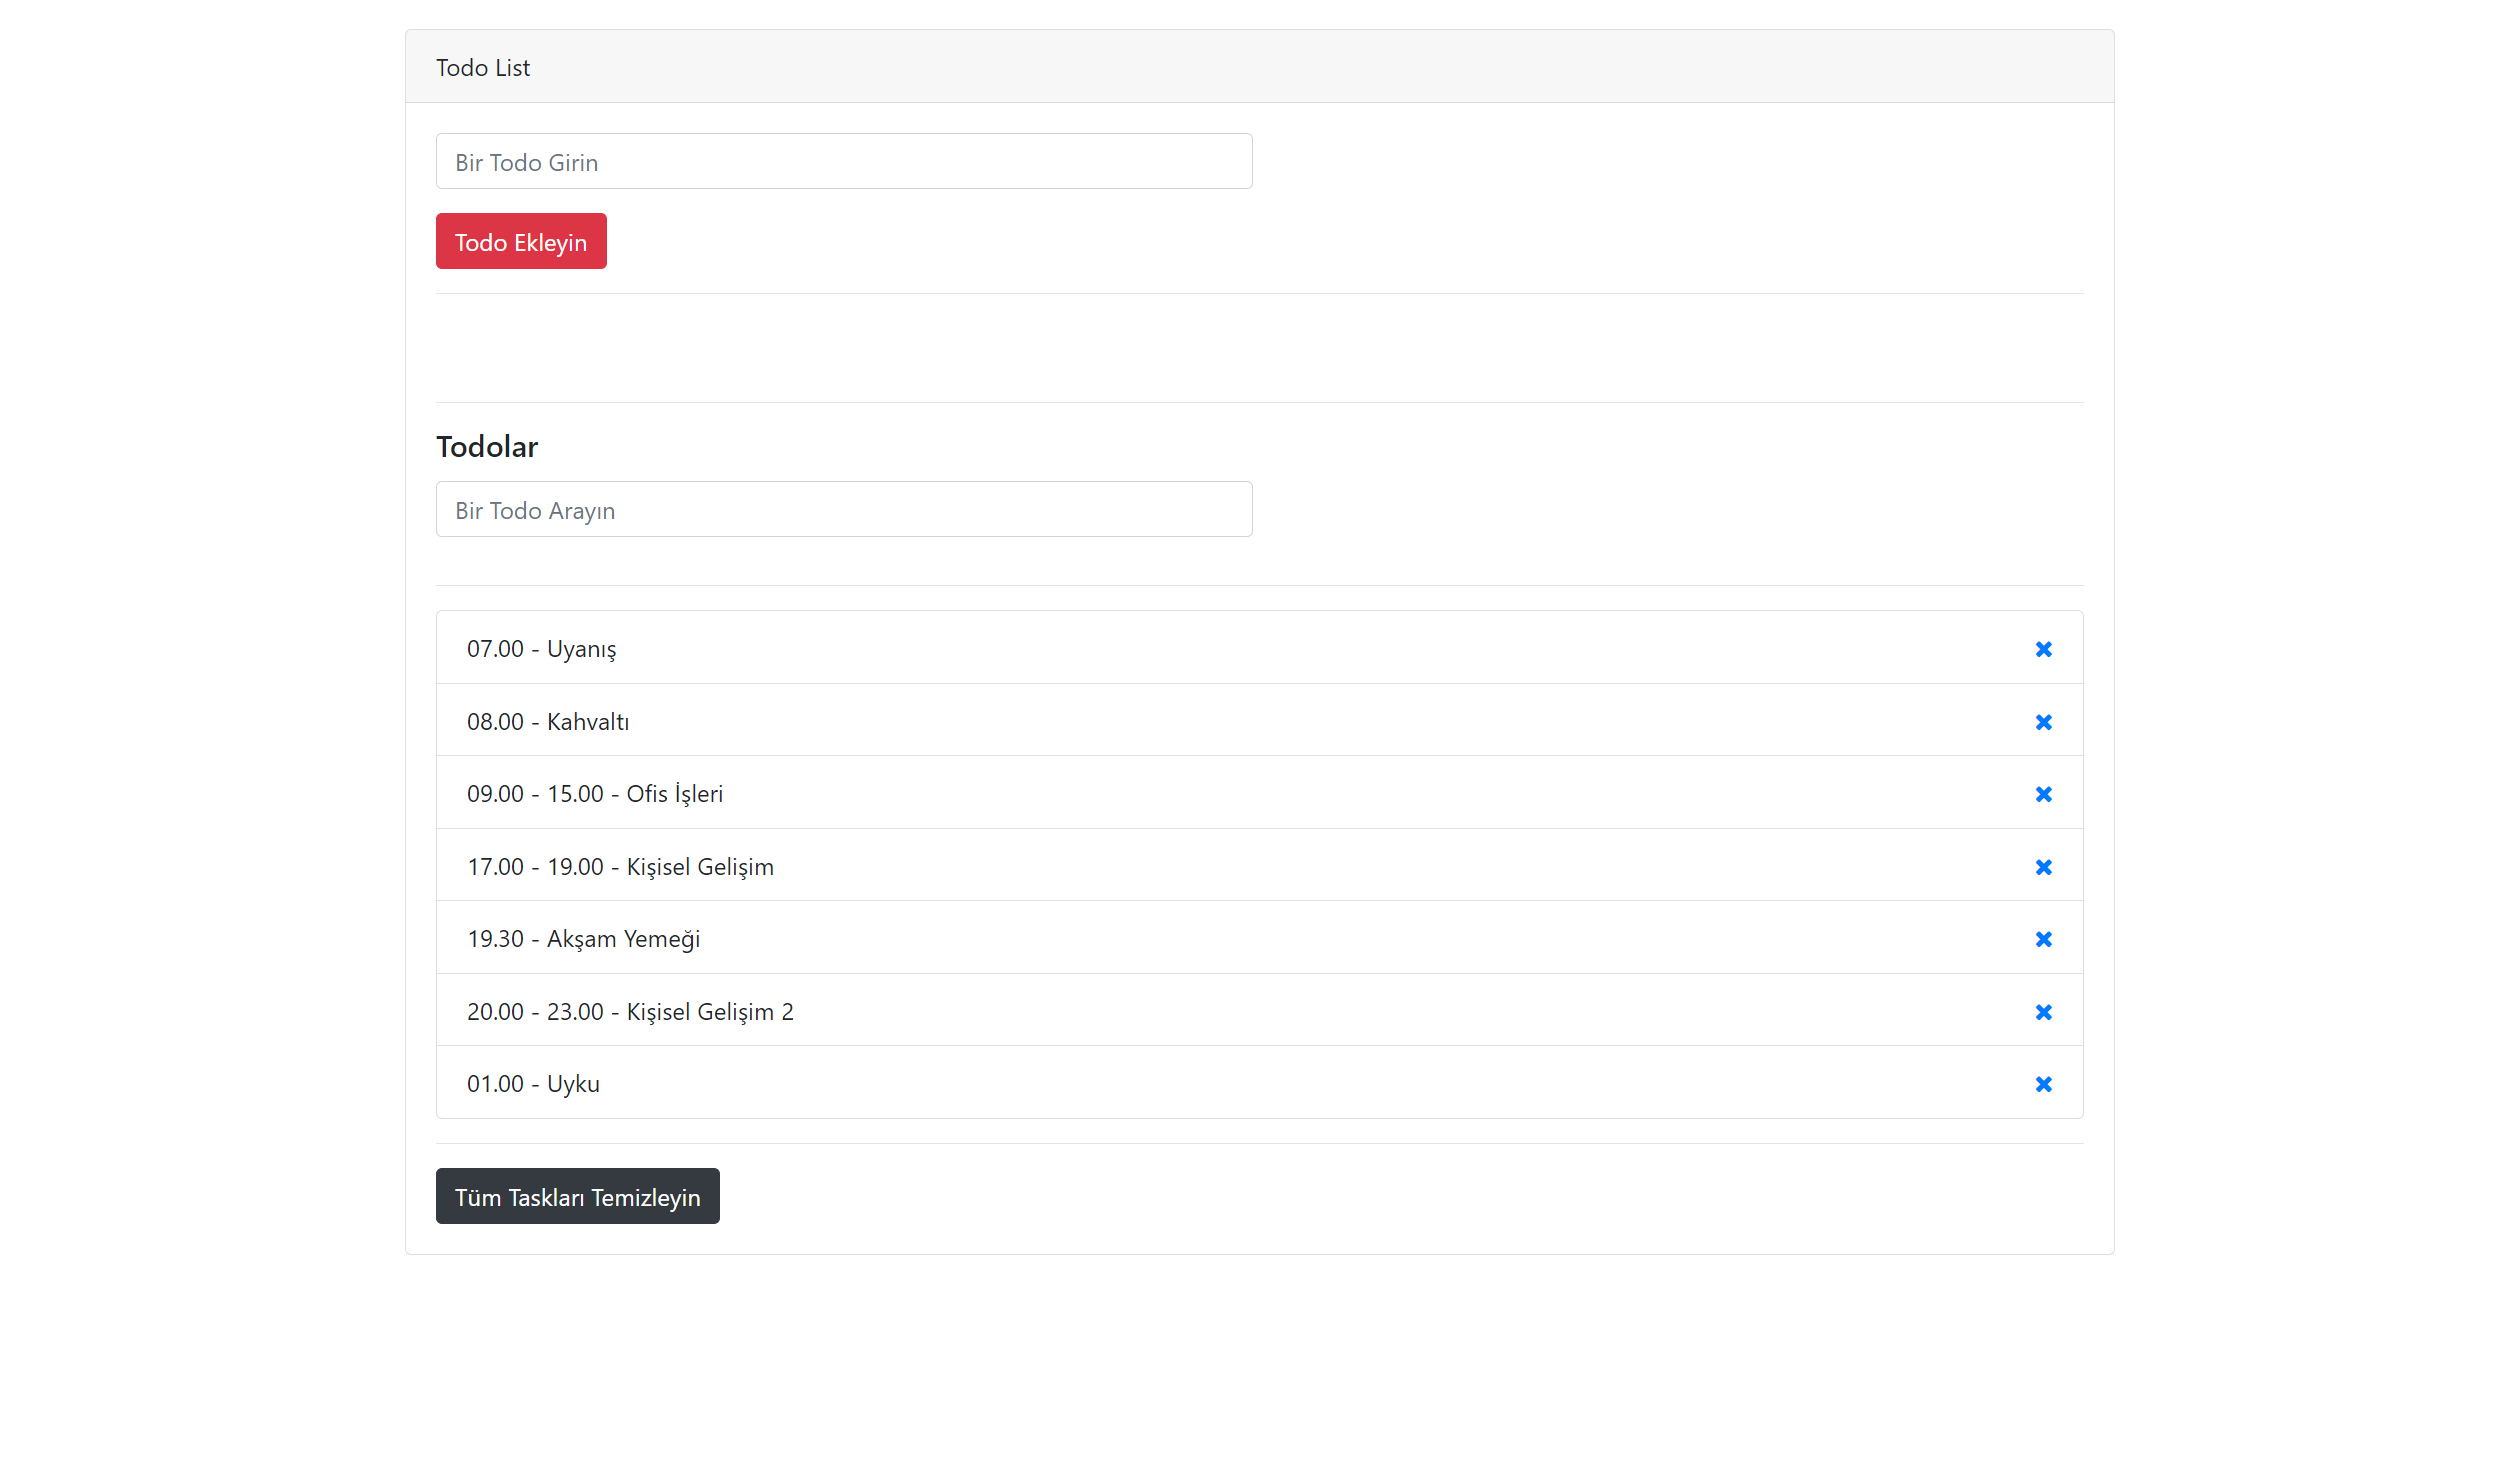 Todo List
Bir Todo Girin
Todo Ekleyin
Todolar
Bir Todo Arayın
07.00 - Uyanış
08.00 - Kahvaltı
09.00 - 15.00 - Ofis İşleri
17.00 - 19.00 - Kişisel Gelişim
19.30 - Akşam Yemeği
20.00 - 23.00 - Kişisel Gelişim 2
01.00 - Uyku
Tüm Taskları Temizleyin